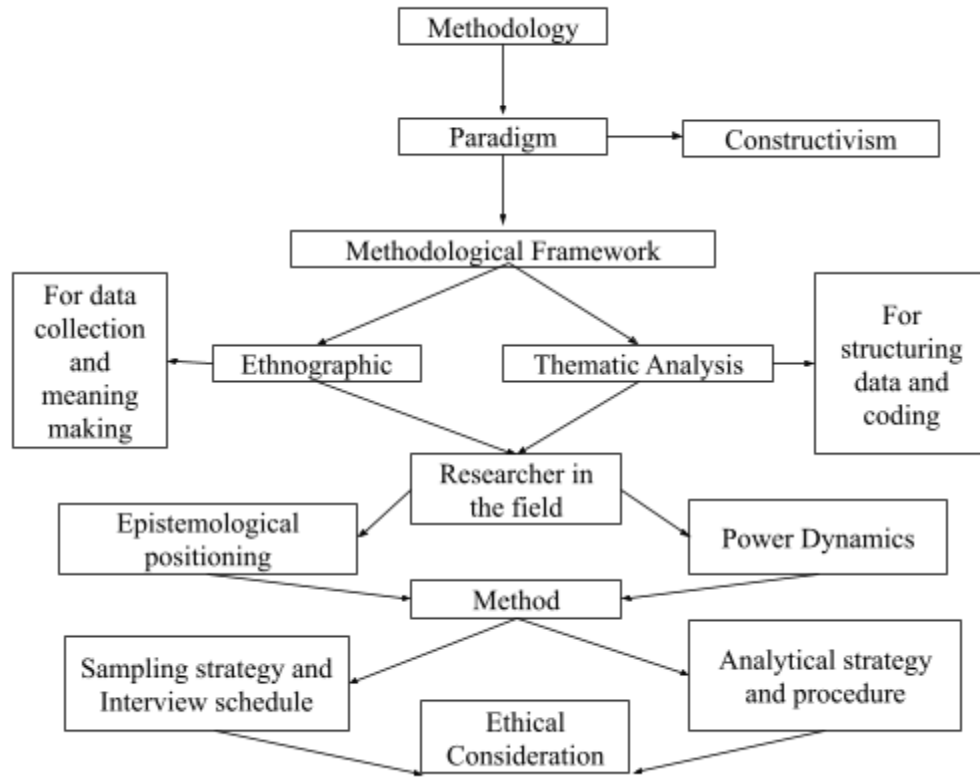 Methodology
Paradigm
Constructivism
Methodological Framework
For data
collection
and
meaning
making
Ethnographic
Thematic Analysis
For
structuring
data and
coding
Researcher in
the field
Epistemological
positioning
Power Dynamics
Method
Sampling strategy and
Interview schedule
Analytical strategy
and procedure
Ethical
Consideration